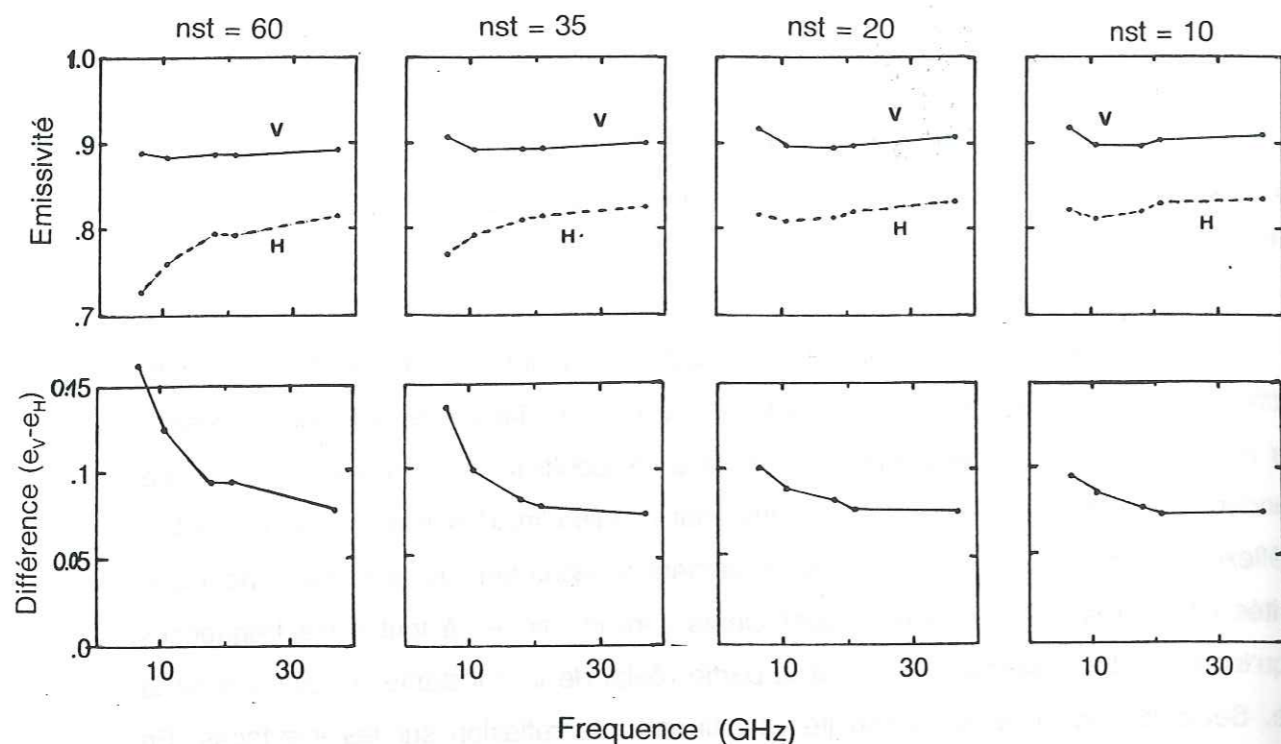 nst = 60 nst = 35 nst = 20 nst = 10
1.0
.9
.8
.7
Emissivité
V
H
V
H
V
H
V
H
0.15
.1
0.05
.0
Différence (eV-eH)
10 30 10 30 10 30 10 30
Frequence (GHz)